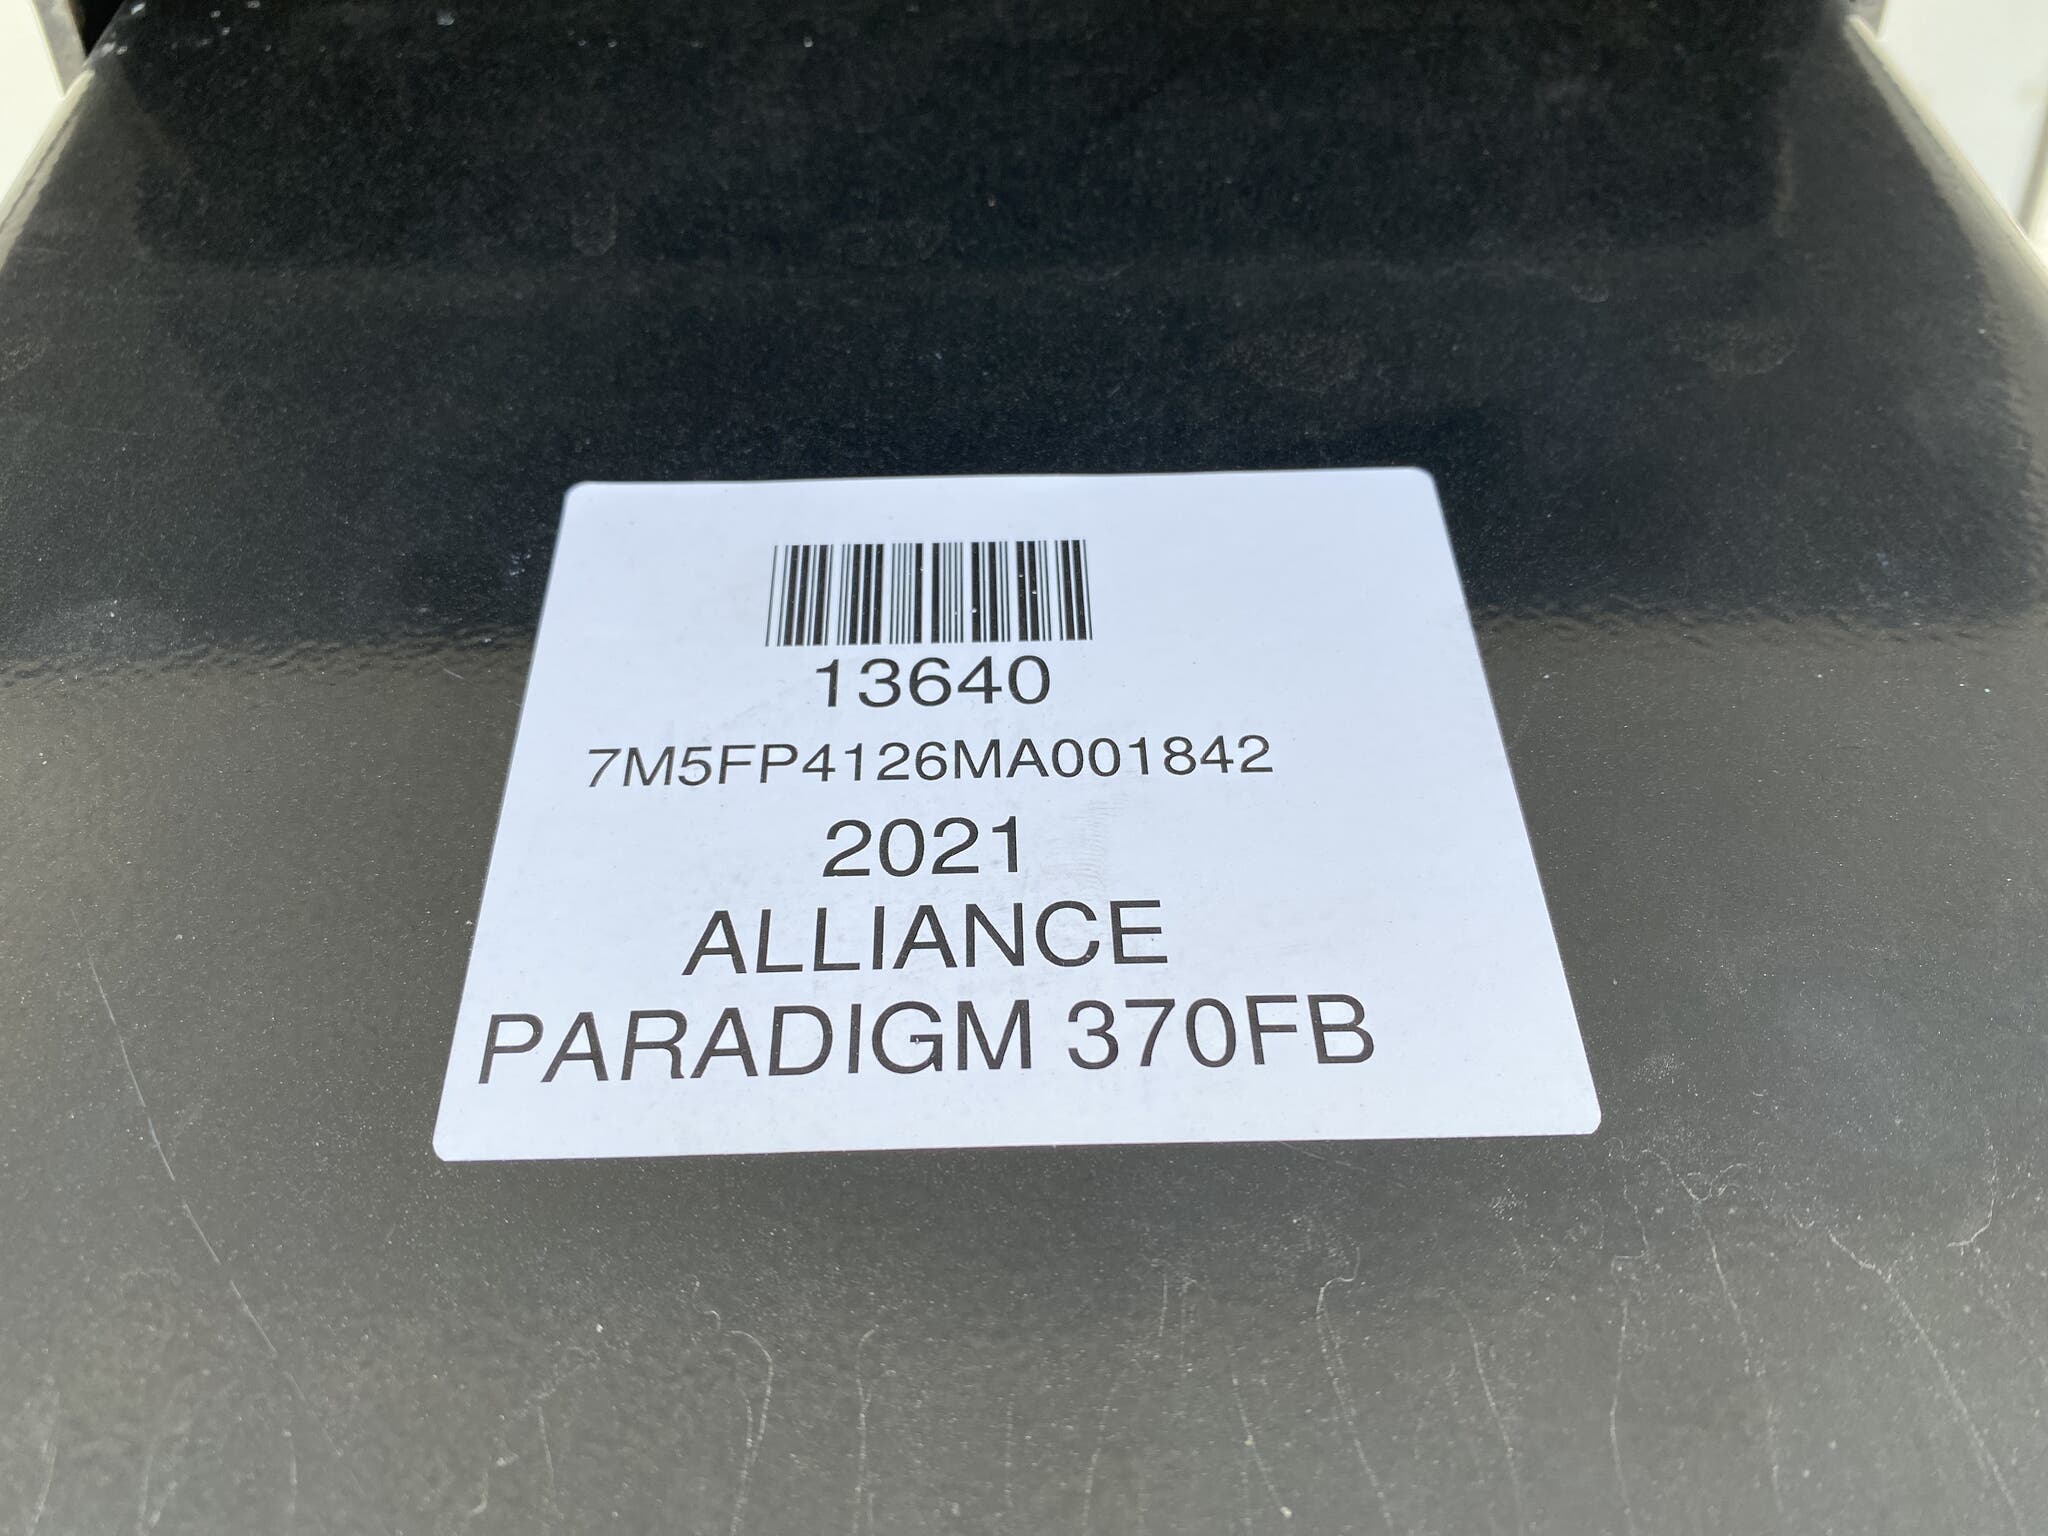 13640
7M5FP4126MA001842
2021
ALLIANCE
PARADIGM 370FB